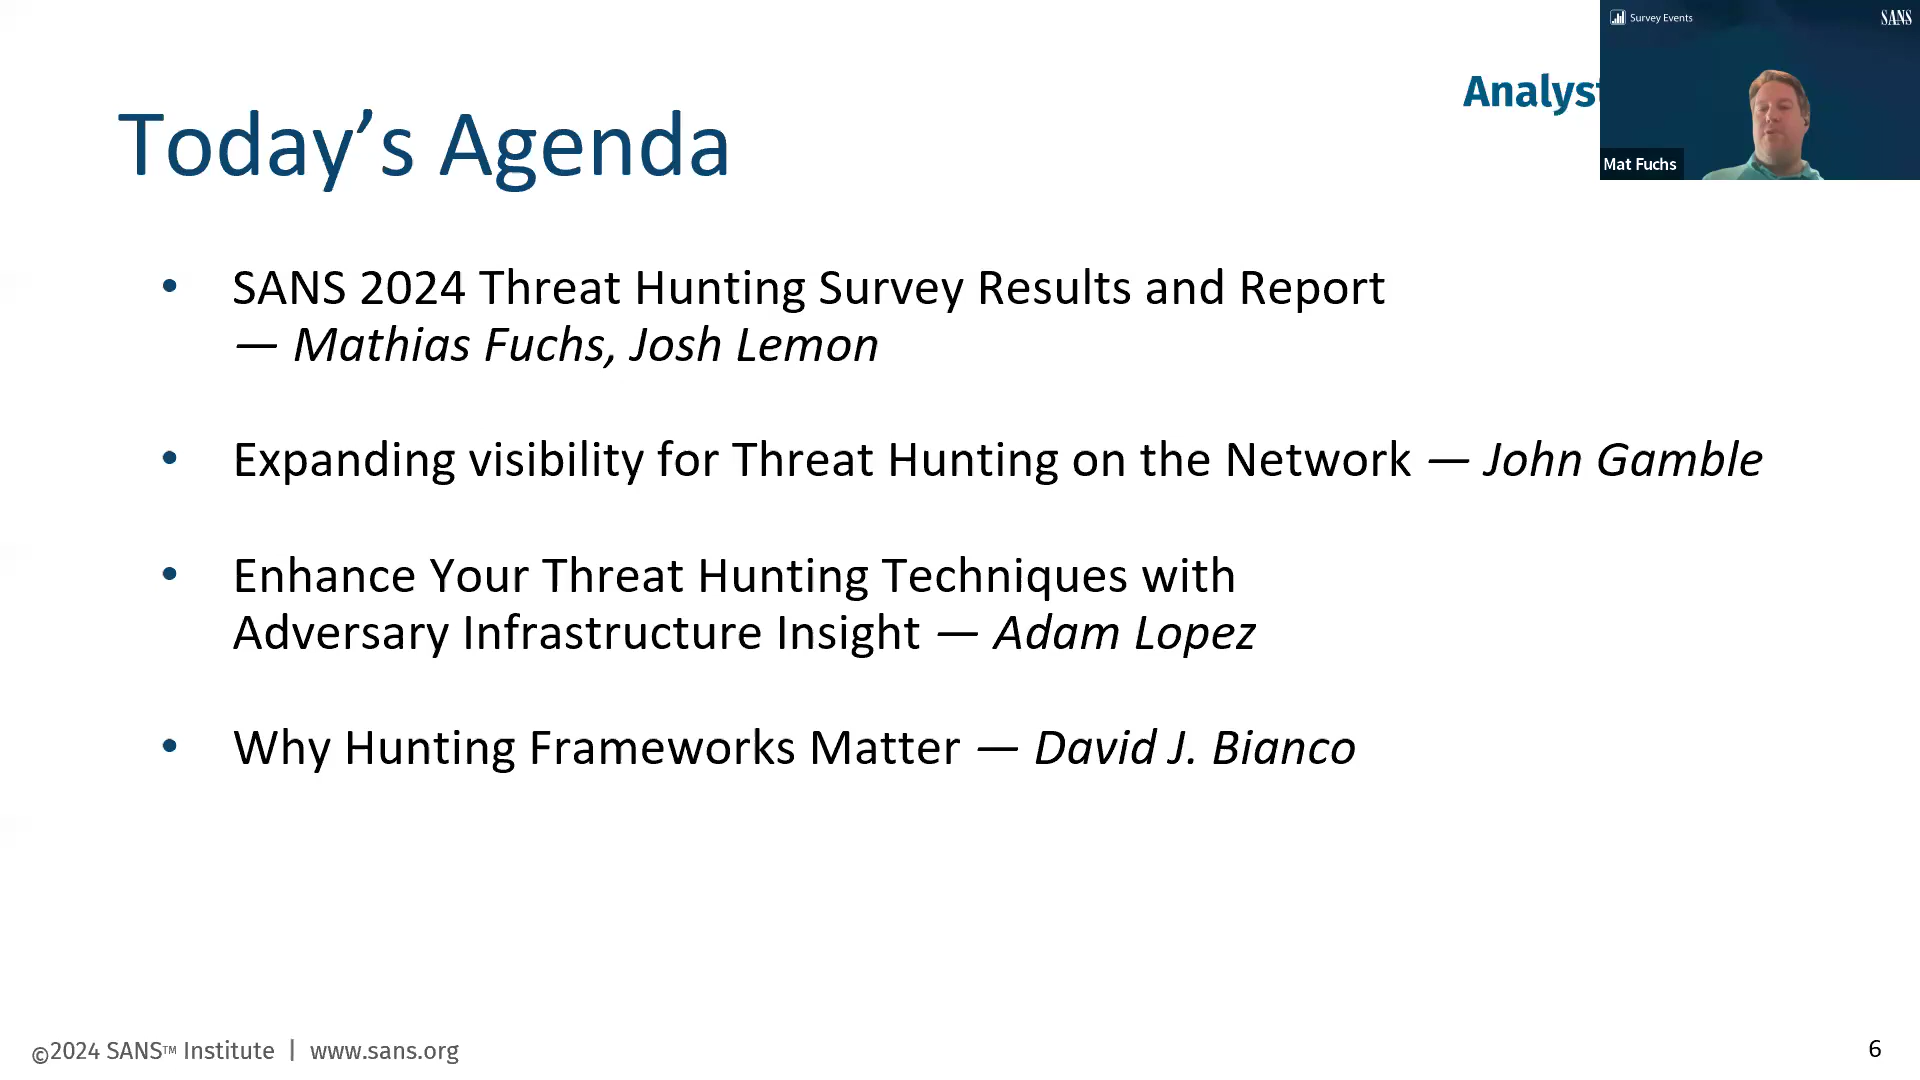 Survey Events
SANS
Analyst
Mat Fuchs
Today’s Agenda
• SANS 2024 Threat Hunting Survey Results and Report
— Mathias Fuchs, Josh Lemon
• Expanding visibility for Threat Hunting on the Network — John Gamble
• Enhance Your Threat Hunting Techniques with
Adversary Infrastructure Insight — Adam Lopez
• Why Hunting Frameworks Matter — David J. Bianco
©2024 SANS™ Institute | www.sans.org
6